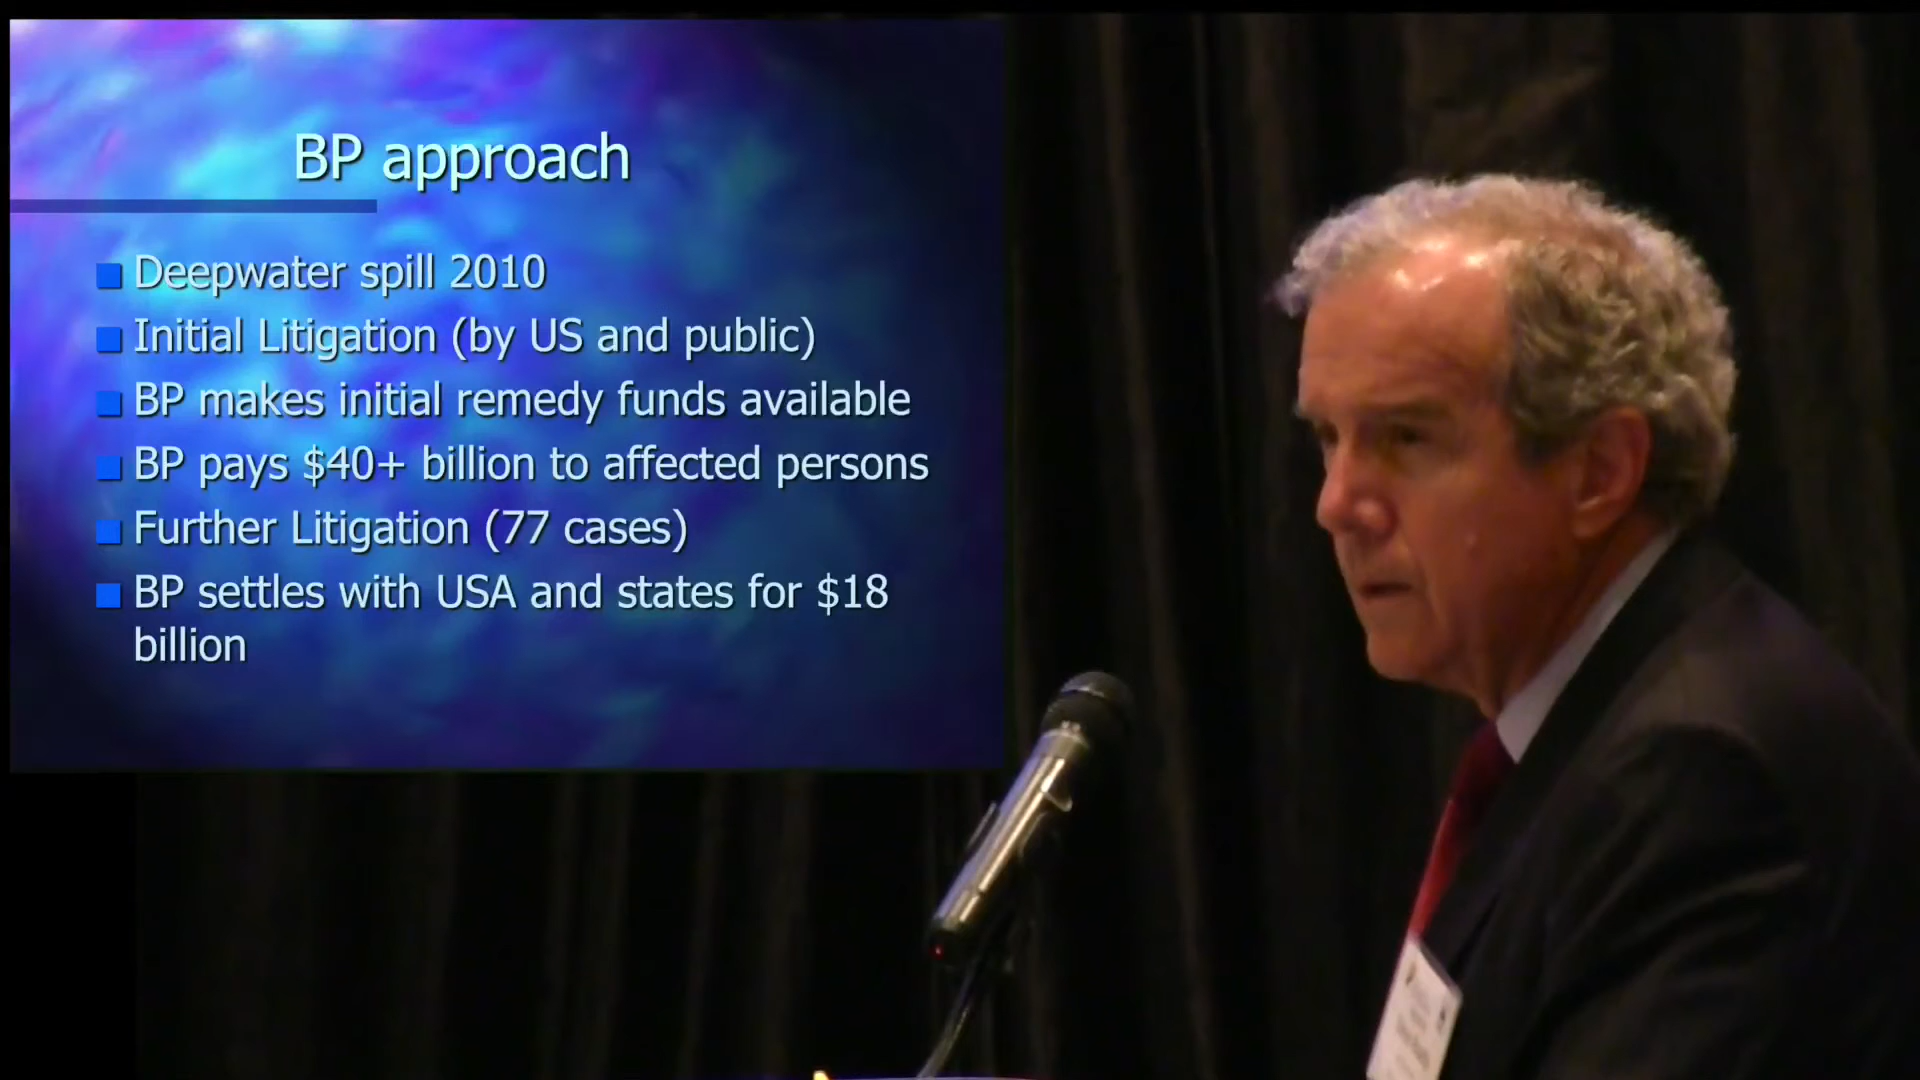 BP approach
Deepwater spill 2010
Initial Litigation (by US and public)
BP makes initial remedy funds available
BP pays $40+ billion to affected persons
Further Litigation (77 cases)
BP settles with USA and states for $18
billion